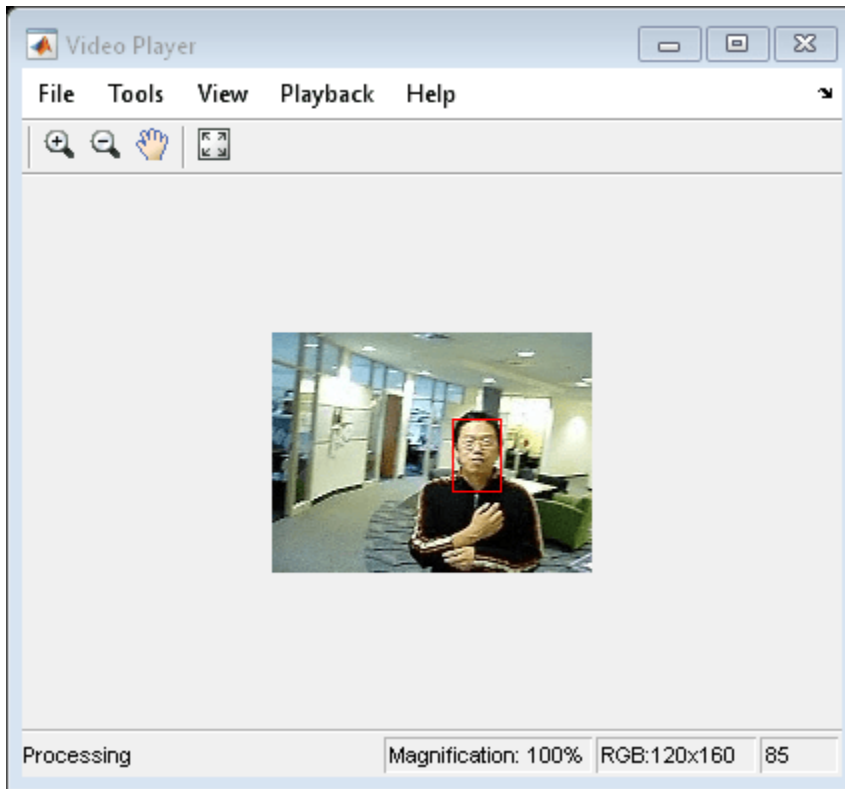 Video Player
File Tools View Playback Help
Processing Magnification: 100% RGB:120x160 85